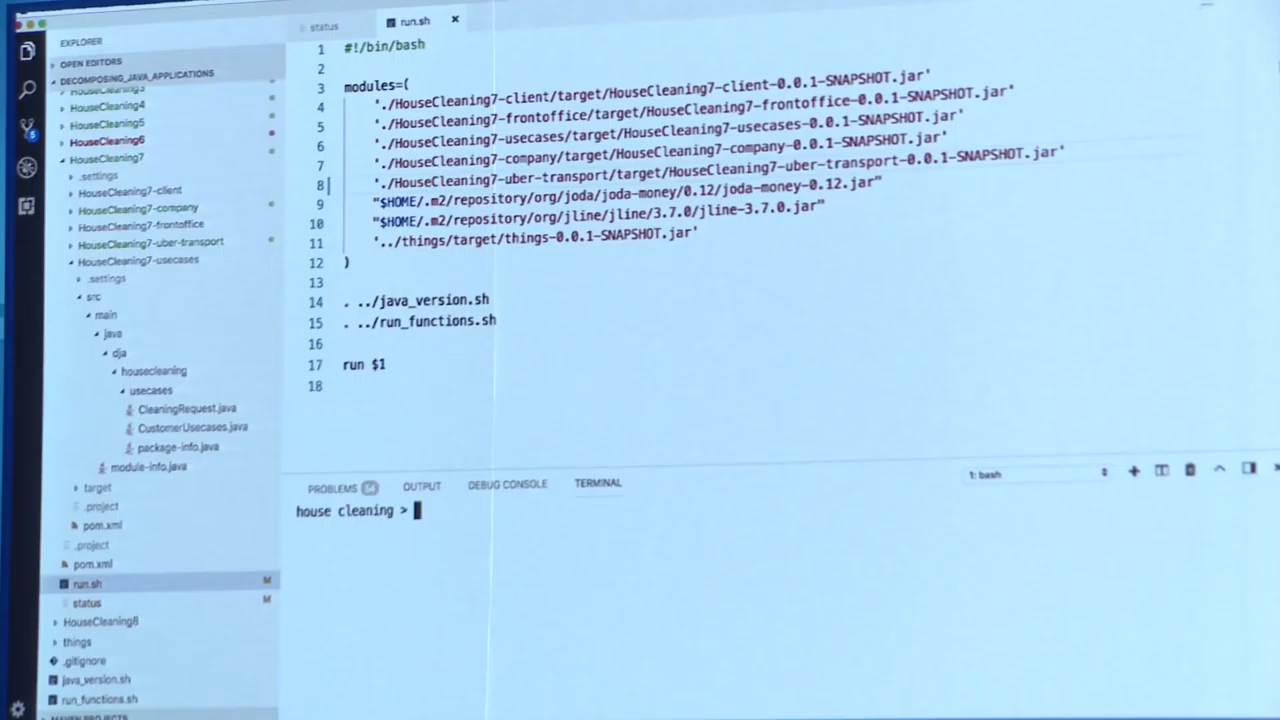 EXPLORER
OPEN EDITORS
DECOMPOSING_JAVA_APPLICATIONS
HouseCleaning3
HouseCleaning4
HouseCleaning5
HouseCleaning6
HouseCleaning7
.settings
HouseCleaning7-client
HouseCleaning7-company
HouseCleaning7-frontoffice
HouseCleaning7-uber-transport
HouseCleaning7-usecases
.settings
src
main
java
dja
housecleaning
usecases
CleaningRequest.java
CustomerUsecases.java
package-info.java
module-info.java
target
.project
pom.xml
.project
pom.xml
run.sh M
status M
HouseCleaning8
things
.gitignore
java_version.sh
run_functions.sh
MAVEN PROJECTS
5
status run.sh
1 #!/bin/bash
2
3 modules=(
4 './HouseCleaning7-client/target/HouseCleaning7-client-0.0.1-SNAPSHOT.jar'
5 './HouseCleaning7-frontoffice/target/HouseCleaning7-frontoffice-0.0.1-SNAPSHOT.jar'
6 './HouseCleaning7-usecases/target/HouseCleaning7-usecases-0.0.1-SNAPSHOT.jar'
7 './HouseCleaning7-company/target/HouseCleaning7-company-0.0.1-SNAPSHOT.jar'
8 './HouseCleaning7-uber-transport/target/HouseCleaning7-uber-transport-0.0.1-SNAPSHOT.jar'
9 "$HOME/.m2/repository/org/joda/joda-money/0.12/joda-money-0.12.jar"
10 "$HOME/.m2/repository/org/jline/jline/3.7.0/jline-3.7.0.jar"
11 '../things/target/things-0.0.1-SNAPSHOT.jar'
12 )
13
14 . ../java_version.sh
15 . ../run_functions.sh
16
17 run $1
18
PROBLEMS OUTPUT DEBUG CONSOLE TERMINAL 1: bash
house cleaning >